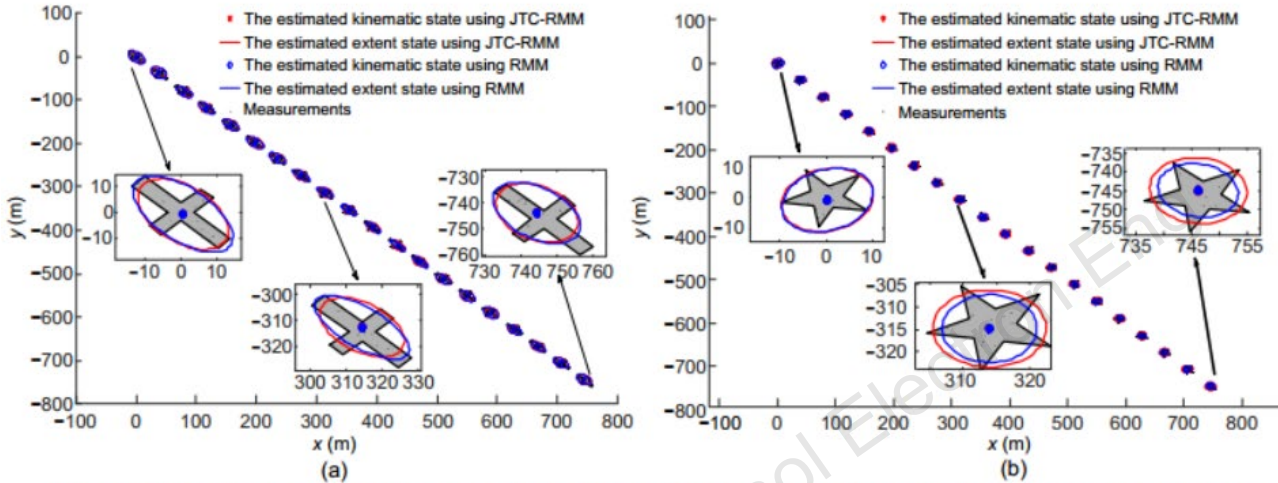 The estimated kinematic state using JTC-RMM
The estimated extent state using JTC-RMM
The estimated kinematic state using RMM
The estimated extent state using RMM
Measurements
100
0
−100
−200
−300
−400
−500
−600
−700
−800
y (m)
10
0
−10
−10 0 10
−730
−740
−760
730 740 750 760
−300
−310
−320
300 310 320 330
−100 0 100 200 300 400 500 600 700 800
x (m)
(a)
The estimated kinematic state using JTC-RMM
The estimated extent state using JTC-RMM
The estimated kinematic state using RMM
The estimated extent state using RMM
Measurements
100
0
−100
−200
−300
−400
−500
−600
−700
−800
y (m)
10
0
−10
−10 0 10
−735
−740
−745
−750
−755
735 745 755
−305
−310
−315
−320
310 320
−100 0 100 200 300 400 500 600 700 800
x (m)
(b)
ol Electron En